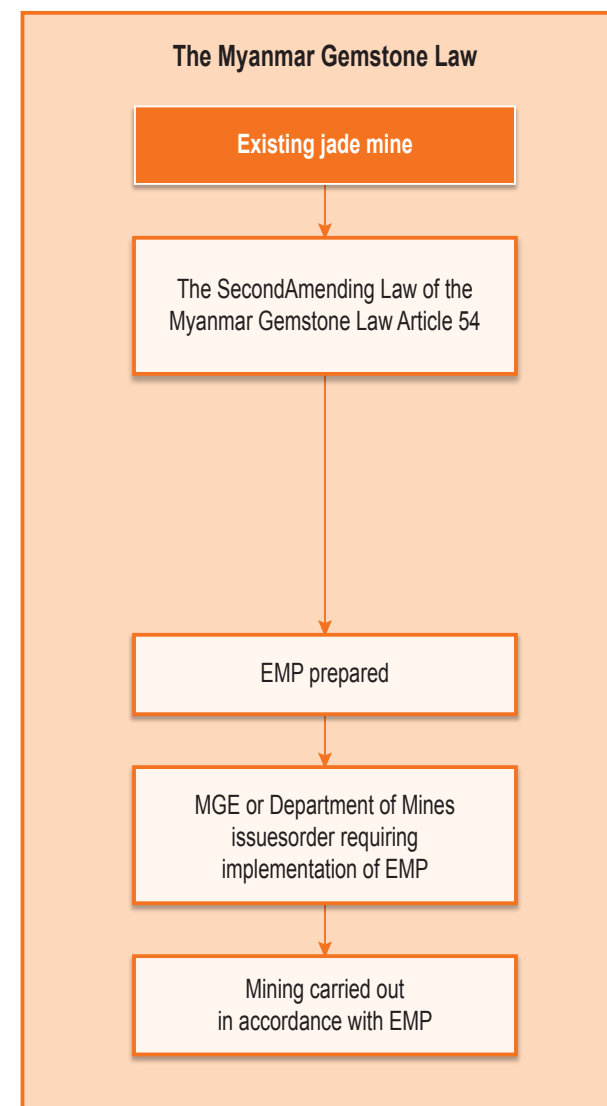 The Myanmar Gemstone Law
Existing jade mine
The SecondAmending Law of the
Myanmar Gemstone Law Article 54
EMP prepared
MGE or Department of Mines
issuesorder requiring
implementation of EMP
Mining carried out
in accordance with EMP